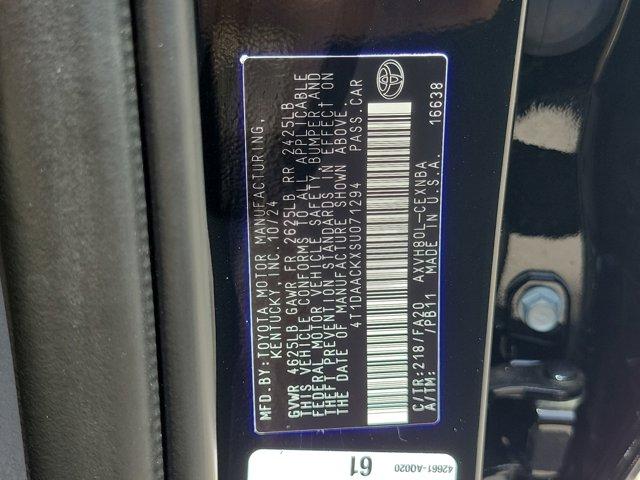 MFD.BY:TOYOTA MOTOR MANUFACTURING,
KENTUCKY, INC. 10/24
GVWR 4625LB GAWR FR 2625LB RR 2425LB
THIS VEHICLE CONFORMS TO ALL APPLICABLE
FEDERAL MOTOR VEHICLE SAFETY, BUMPER, AND
THEFT PREVENTION STANDARDS IN EFFECT ON
THE DATE OF MANUFACTURE SHOWN ABOVE.
4T1DAACKXSU071294 PASS.CAR
C/TR:218/FA20 AXVH80L-CEXNBA
A/TM: /PB11 MADE IN U.S.A. 16638
61
42661-A0020